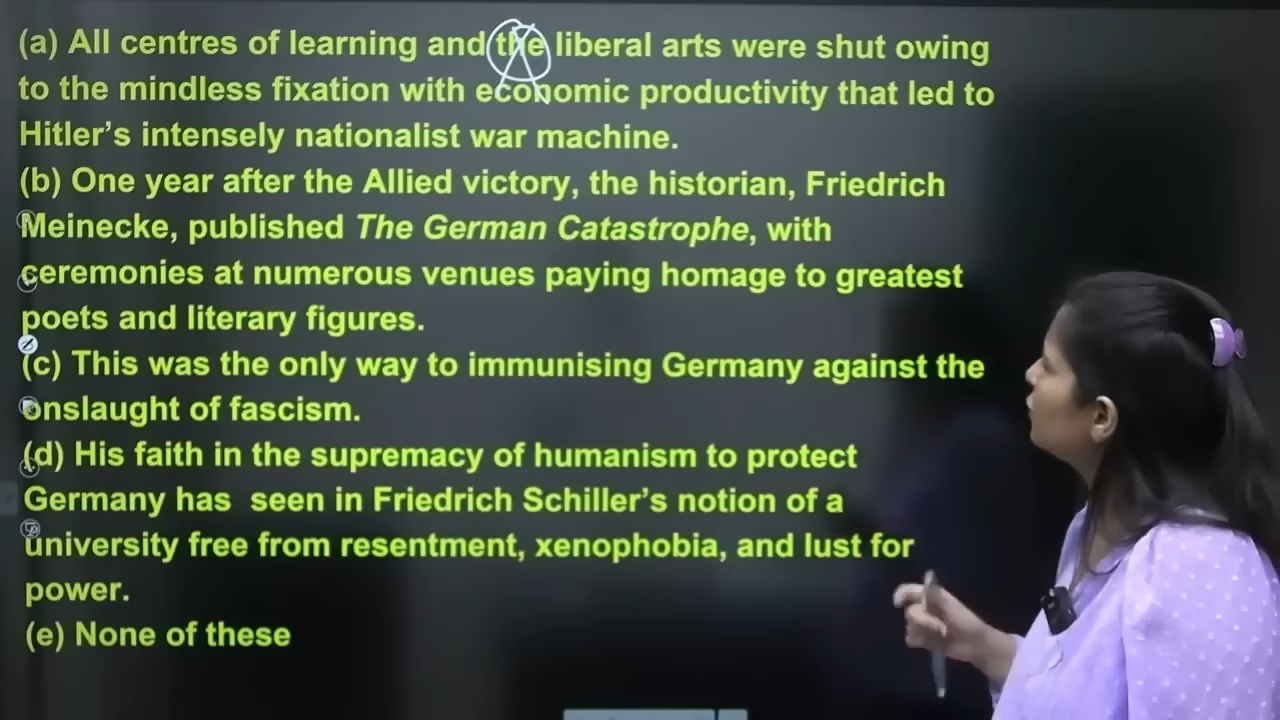 (a) All centres of learning and the liberal arts were shut owing
to the mindless fixation with economic productivity that led to
Hitler's intensely nationalist war machine.
(b) One year after the Allied victory, the historian, Friedrich
Meinecke, published The German Catastrophe, with
ceremonies at numerous venues paying homage to greatest
poets and literary figures.
(c) This was the only way to immunising Germany against the
onslaught of fascism.
(d) His faith in the supremacy of humanism to protect
Germany has seen in Friedrich Schiller's notion of a
university free from resentment, xenophobia, and lust for
power.
(e) None of these